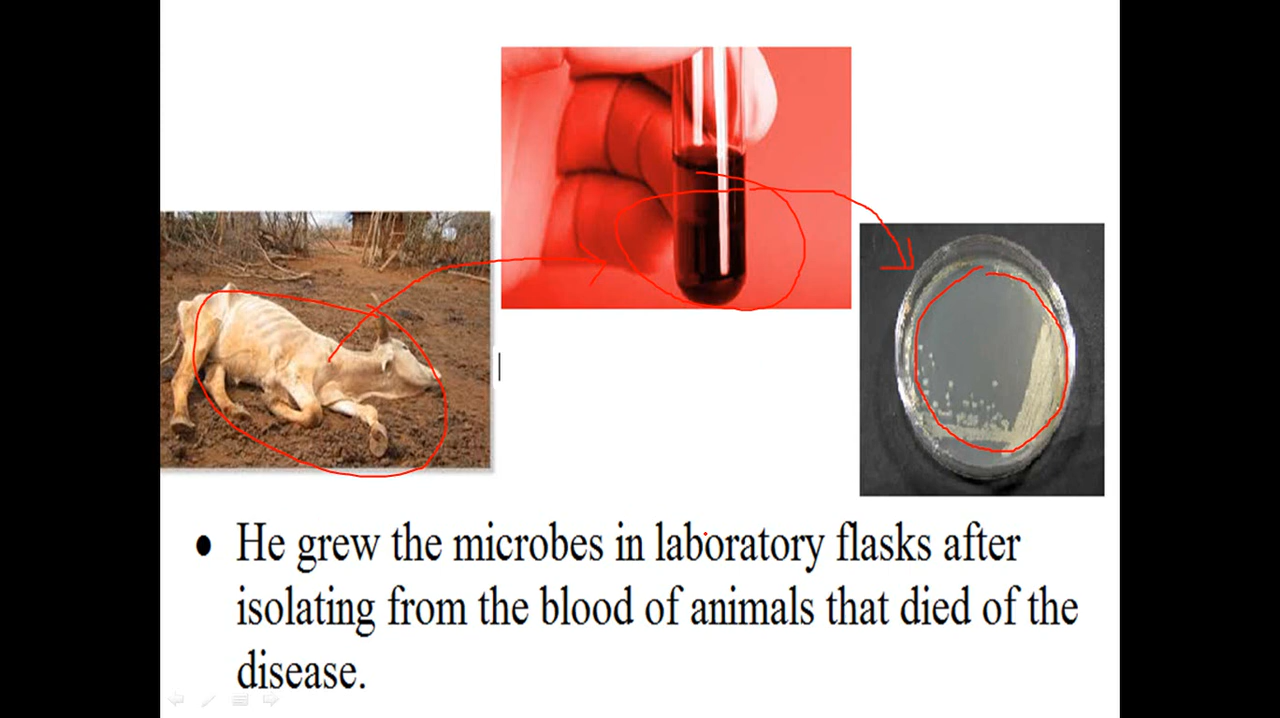 • He grew the microbes in laboratory flasks after
isolating from the blood of animals that died of the
disease.